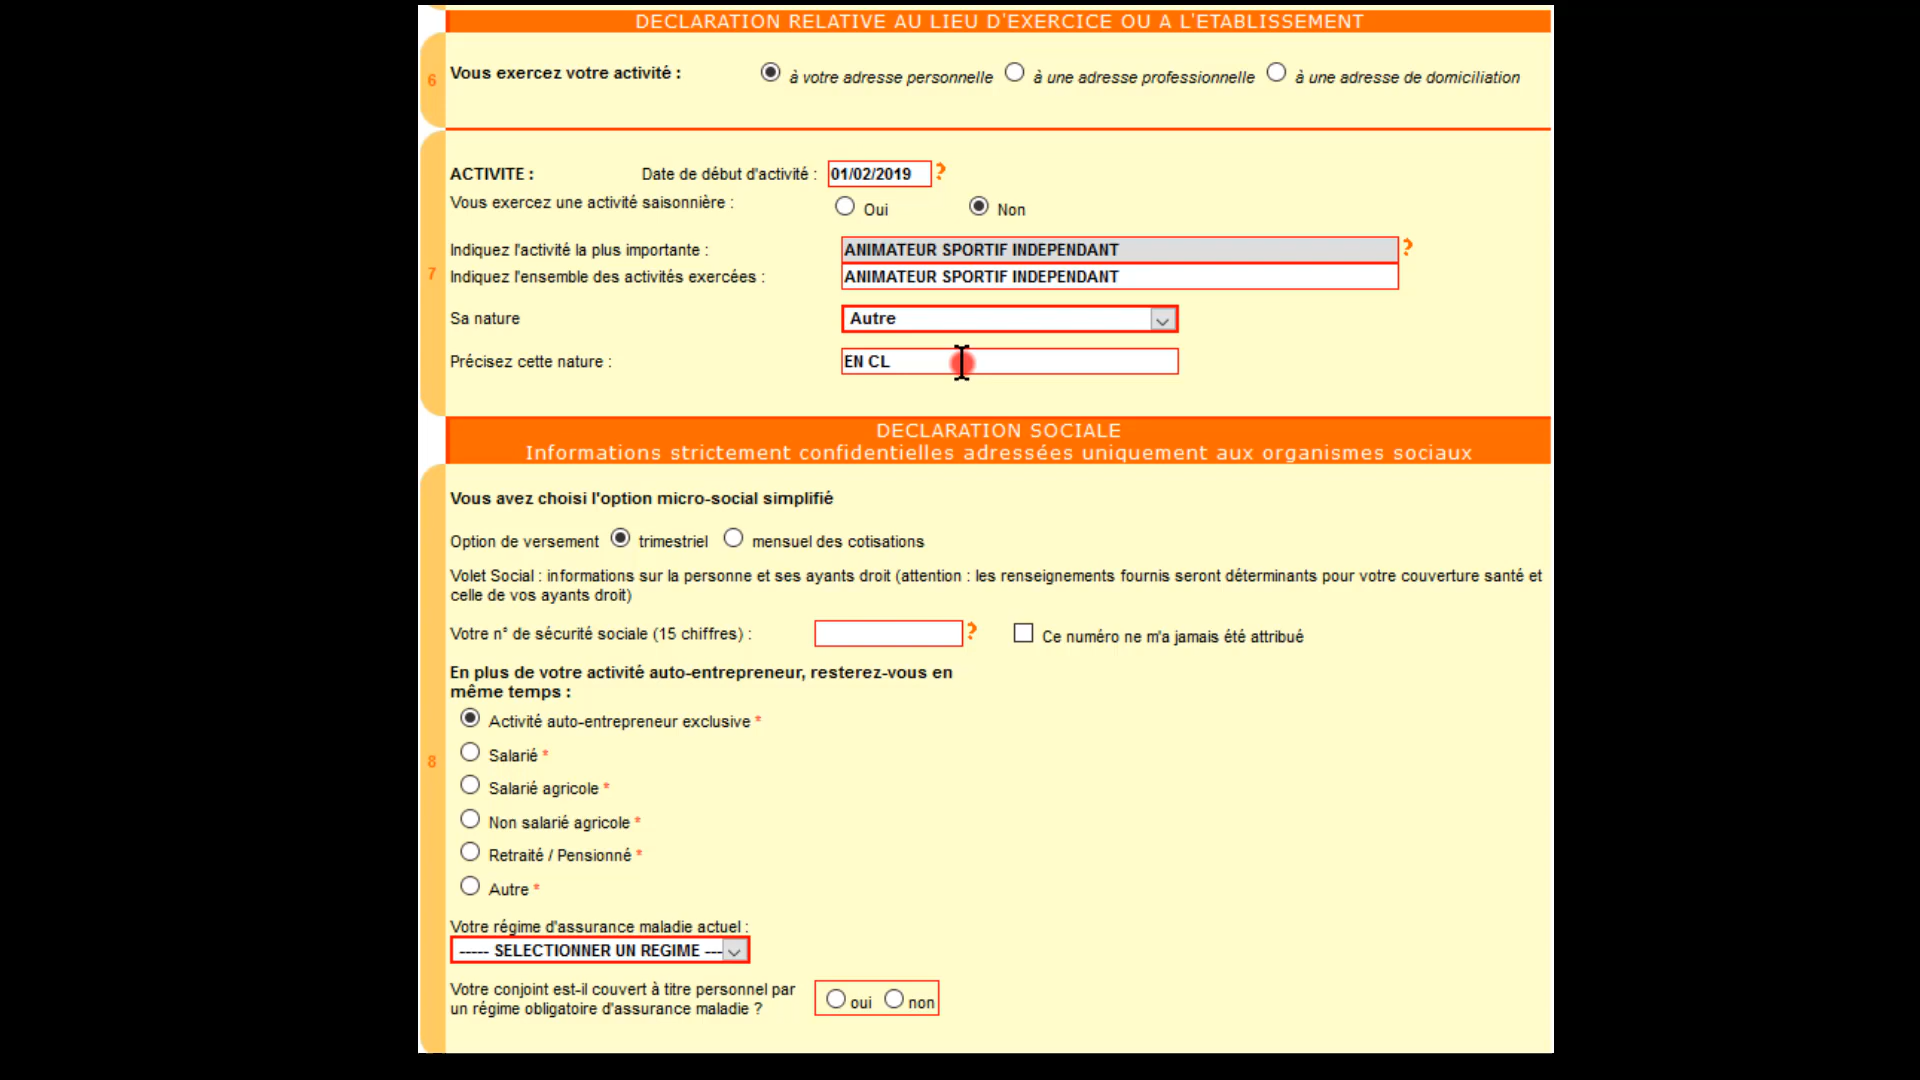 DECLARATION RELATIVE AU LIEU D'EXERCICE OU A L'ETABLISSEMENT
6
Vous exercez votre activité : à votre adresse personnelle à une adresse professionnelle à une adresse de domiciliation
ACTIVITE : Date de début d'activité : 01/02/2019 ?
Vous exercez une activité saisonnière : Oui Non
Indiquez l'activité la plus importante : ANIMATEUR SPORTIF INDEPENDANT ?
7
Indiquez l'ensemble des activités exercées : ANIMATEUR SPORTIF INDEPENDANT
Sa nature Autre
Précisez cette nature : EN CL
DECLARATION SOCIALE
Informations strictement confidentielles adressées uniquement aux organismes sociaux
Vous avez choisi l'option micro-social simplifié
Option de versement trimestriel mensuel des cotisations
Volet Social : informations sur la personne et ses ayants droit (attention : les renseignements fournis seront déterminants pour votre couverture santé et
celle de vos ayants droit)
Votre n° de sécurité sociale (15 chiffres) : ? Ce numéro ne m'a jamais été attribué
En plus de votre activité auto-entrepreneur, resterez-vous en
même temps :
Activité auto-entrepreneur exclusive *
Salarié *
8
Salarié agricole *
Non salarié agricole *
Retraité / Pensionné *
Autre *
Votre régime d'assurance maladie actuel :
----- SELECTIONNER UN REGIME ---
Votre conjoint est-il couvert à titre personnel par
un régime obligatoire d'assurance maladie ? oui non